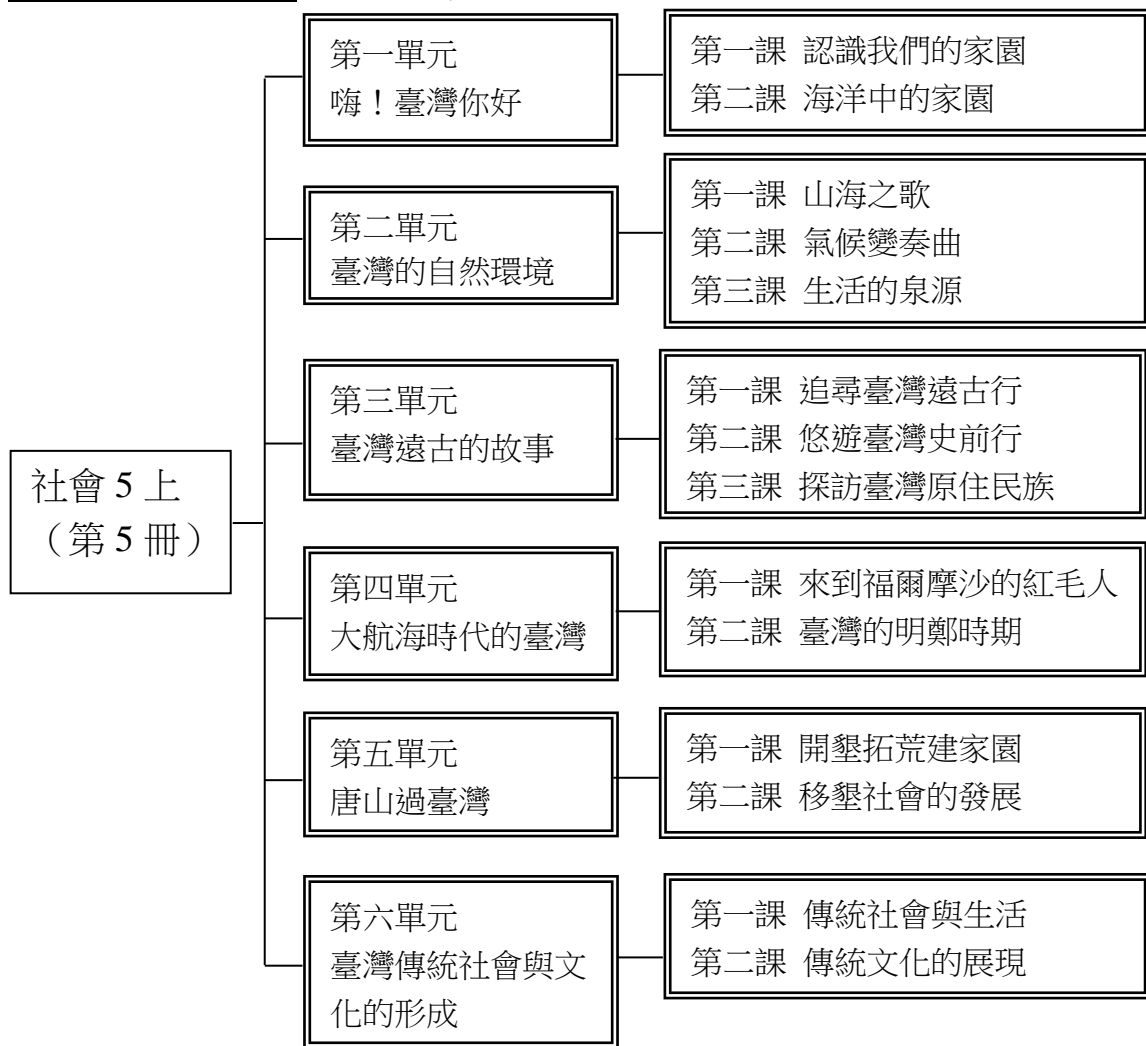 社會 5 上
（第 5 冊）
第一單元
嗨！臺灣你好
第一課 認識我們的家園
第二課 海洋中的家園
第二單元
臺灣的自然環境
第一課 山海之歌
第二課 氣候變奏曲
第三課 生活的泉源
第三單元
臺灣遠古的故事
第一課 追尋臺灣遠古行
第二課 悠遊臺灣史前行
第三課 探訪臺灣原住民族
第四單元
大航海時代的臺灣
第一課 來到福爾摩沙的紅毛人
第二課 臺灣的明鄭時期
第五單元
唐山過臺灣
第一課 開墾拓荒建家園
第二課 移墾社會的發展
第六單元
臺灣傳統社會與文
化的形成
第一課 傳統社會與生活
第二課 傳統文化的展現